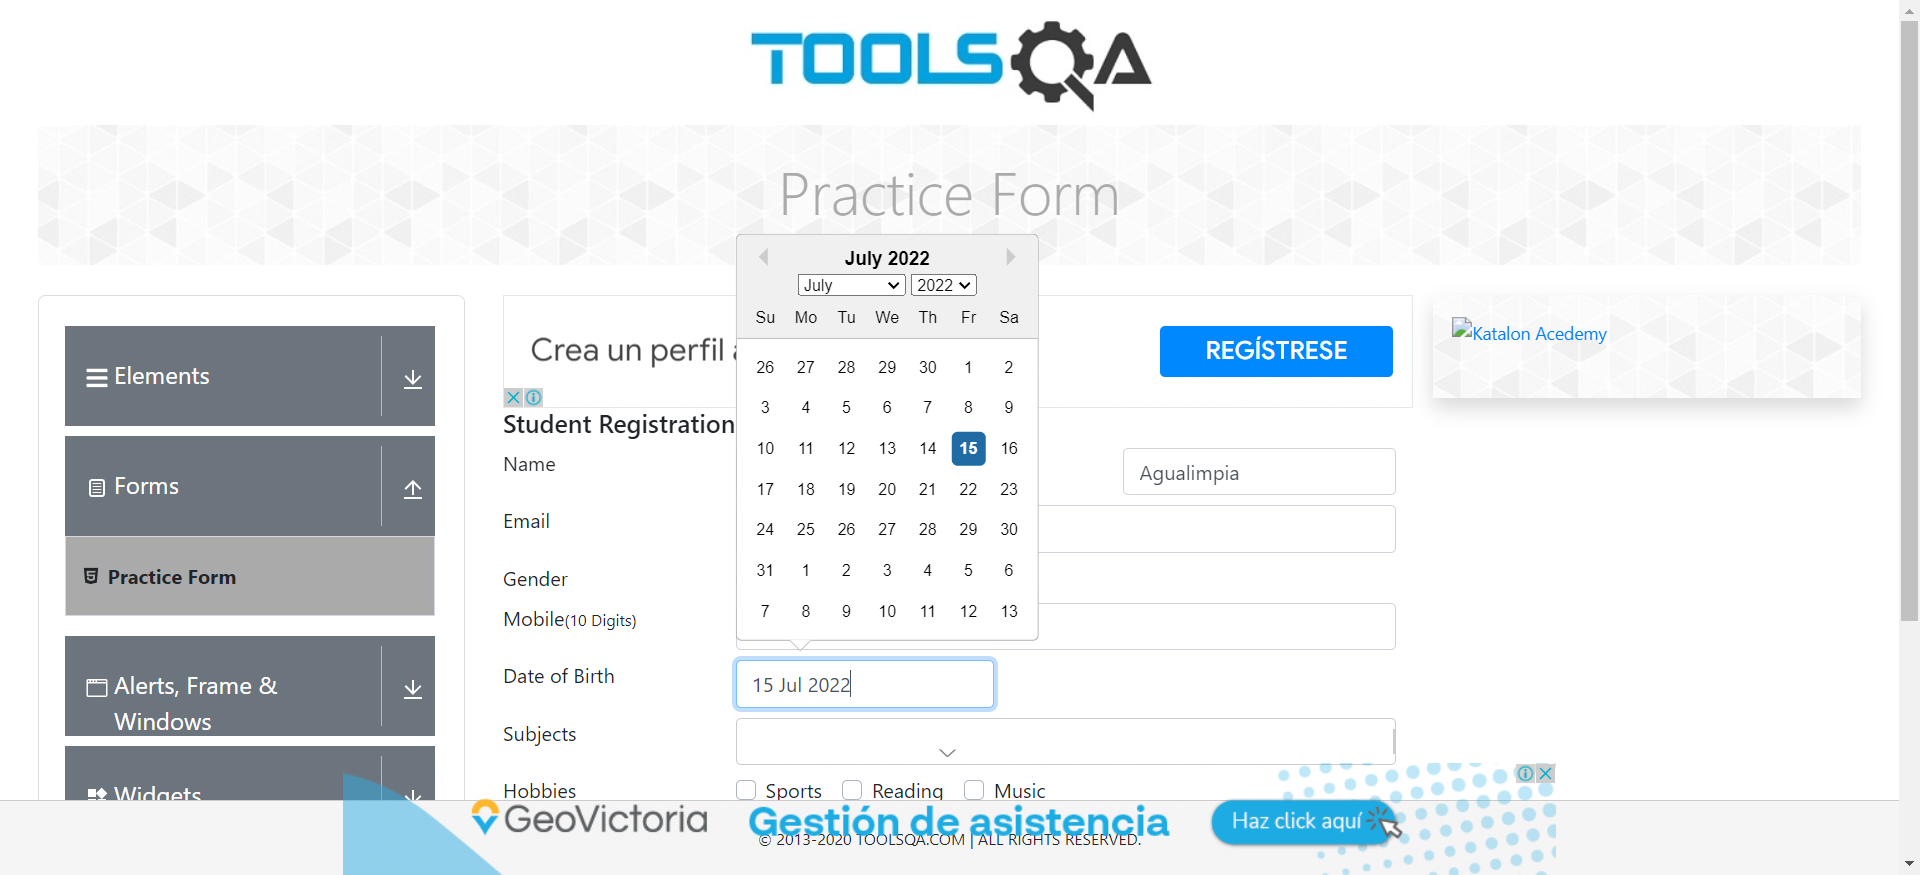 TOOLSQA
Practice Form
July 2022
July 2022
Su Mo Tu We Th Fr Sa
26 27 28 29 30 1 2
3 4 5 6 7 8 9
10 11 12 13 14 15 16
17 18 19 20 21 22 23
24 25 26 27 28 29 30
31 1 2 3 4 5 6
7 8 9 10 11 12 13
Elements
Forms
Practice Form
Alerts, Frame &
Windows
Widgets
Crea un perfil
REGÍSTRESE
Katalon Acedemy
Student Registration
Name
Agualimpia
Email
Gender
Mobile(10 Digits)
Date of Birth
15 Jul 2022
Subjects
Hobbies
Sports Reading Music
GeoVictoria
Gestión de asistencia
Haz click aquí
© 2013-2020 TOOLSQA.COM | ALL RIGHTS RESERVED.